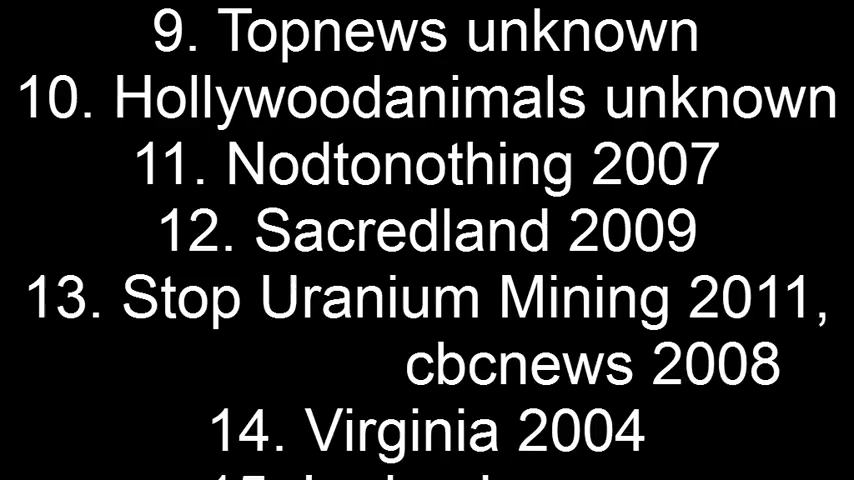 9. Topnews unknown
10. Hollywoodanimals unknown
11. Nodtonothing 2007
12. Sacredland 2009
13. Stop Uranium Mining 2011,
cbcnews 2008
14. Virginia 2004
15.